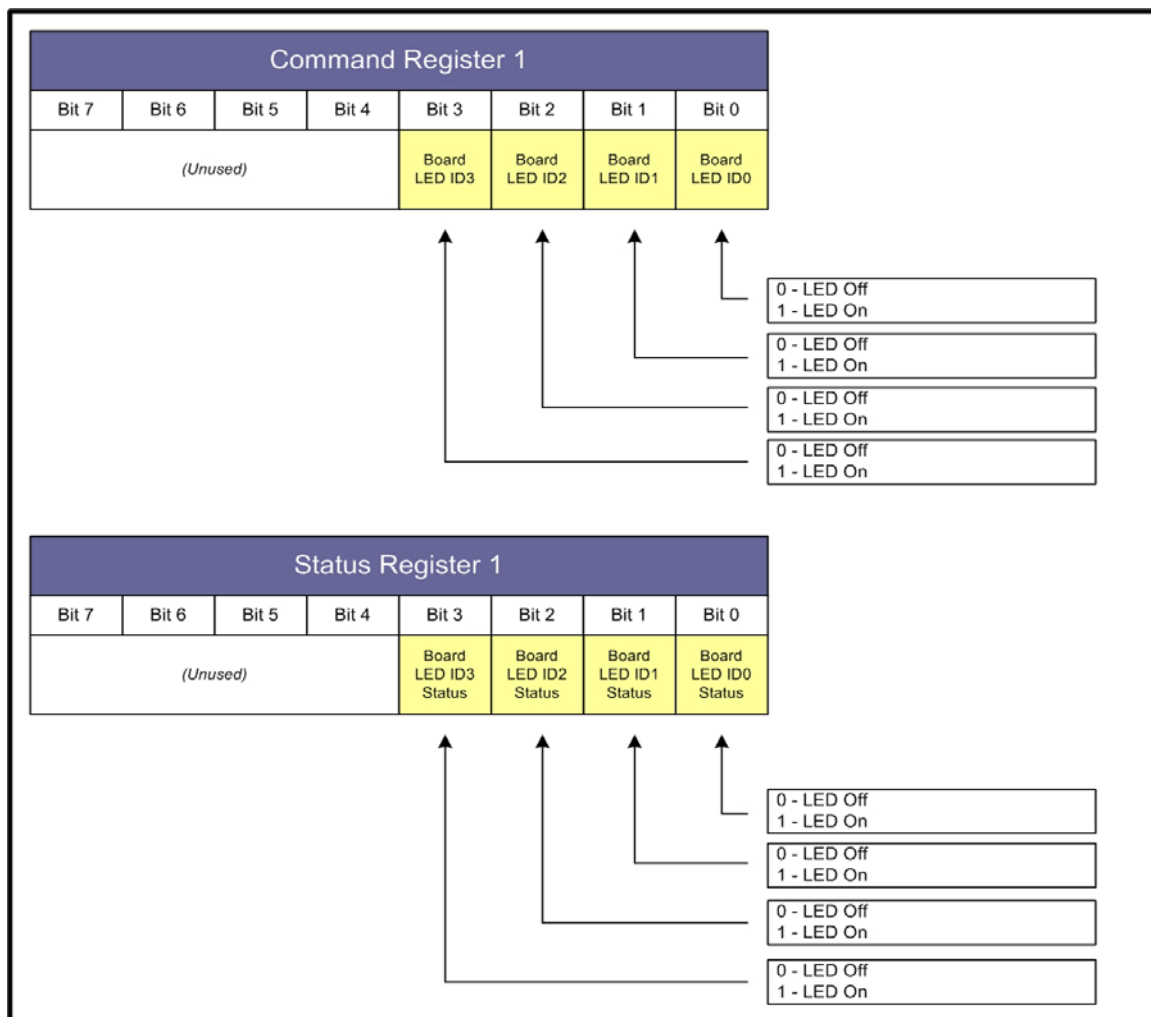 Command Register 1
Bit 7 Bit 6 Bit 5 Bit 4 Bit 3 Bit 2 Bit 1 Bit 0
(Unused)
Board LED ID3
Board LED ID2
Board LED ID1
Board LED ID0
0 - LED Off
1 - LED On
0 - LED Off
1 - LED On
0 - LED Off
1 - LED On
0 - LED Off
1 - LED On
Status Register 1
Bit 7 Bit 6 Bit 5 Bit 4 Bit 3 Bit 2 Bit 1 Bit 0
(Unused)
Board LED ID3 Status
Board LED ID2 Status
Board LED ID1 Status
Board LED ID0 Status
0 - LED Off
1 - LED On
0 - LED Off
1 - LED On
0 - LED Off
1 - LED On
0 - LED Off
1 - LED On